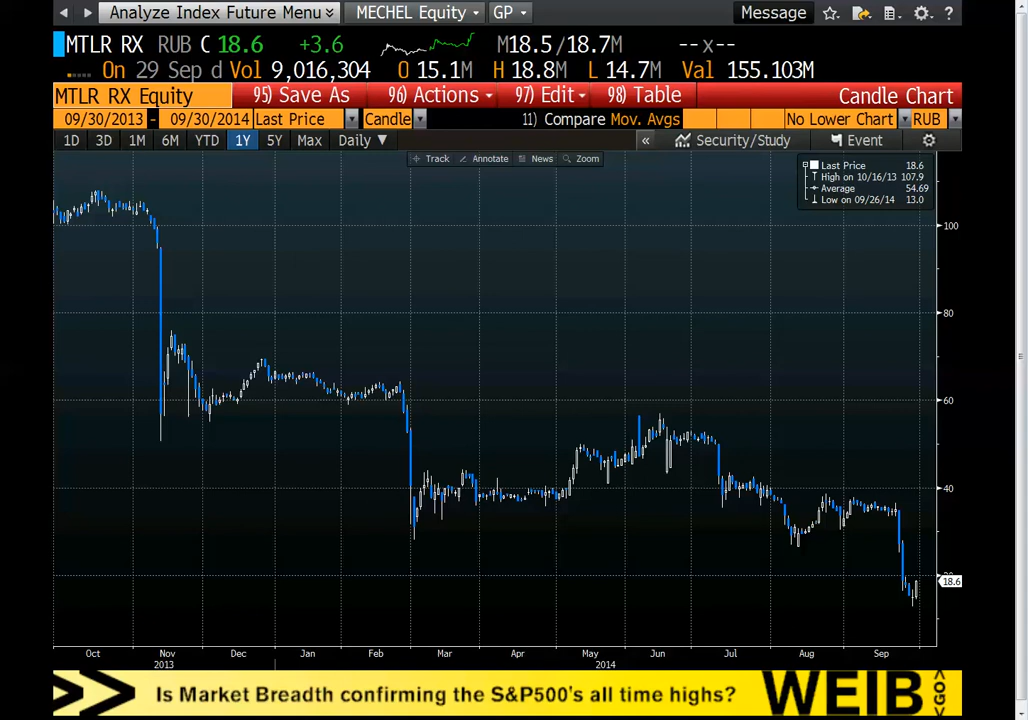 Analyze Index Future Menu MECHEL Equity GP Message ?
MTLR RX RUB C 18.6 +3.6 M18.5 /18.7M --x--
On 29 Sep d Vol 9,016,304 O 15.1M H 18.8M L 14.7M Val 155.103M
MTLR RX Equity 95) Save As 96) Actions 97) Edit 98) Table Candle Chart
09/30/2013 - 09/30/2014 Last Price Candle 11) Compare Mov. Avgs No Lower Chart RUB
1D 3D 1M 6M YTD 1Y 5Y Max Daily « Security/Study Event
Track Annotate News Zoom
Last Price 18.6
High on 10/16/13 107.9
Average 54.69
Low on 09/26/14 13.0
100
80
60
40
18.6
Oct Nov Dec Jan Feb Mar Apr May Jun Jul Aug Sep
2013 2014
Is Market Breadth confirming the S&P500's all time highs? WEIB <GO>